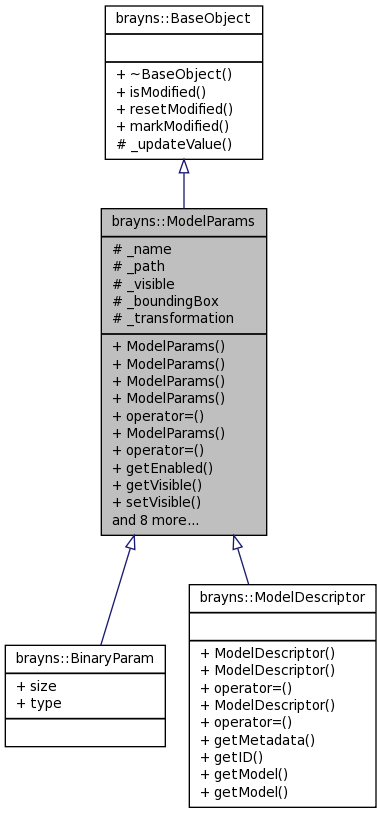 brayns::BaseObject
+ ~BaseObject()
+ isModified()
+ resetModified()
+ markModified()
# _updateValue()
brayns::ModelParams
# _name
# _path
# _visible
# _boundingBox
# _transformation
+ ModelParams()
+ ModelParams()
+ ModelParams()
+ ModelParams()
+ operator=()
+ ModelParams()
+ operator=()
+ getEnabled()
+ getVisible()
+ setVisible()
and 8 more...
brayns::BinaryParam
+ size
+ type
brayns::ModelDescriptor
+ ModelDescriptor()
+ ModelDescriptor()
+ operator=()
+ ModelDescriptor()
+ operator=()
+ getMetadata()
+ getID()
+ getModel()
+ getModel()